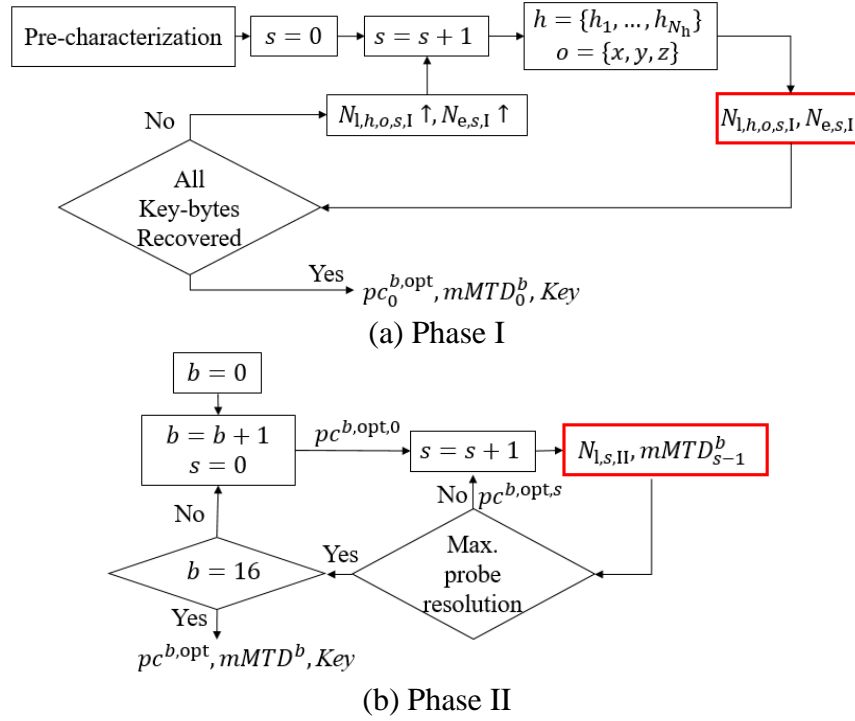 Pre-characterization
s = 0
s = s + 1
h = {h_1, …, h_{N_h}}
o = {x, y, z}
N_{l,h,o,s,I} ↑, N_{e,s,I} ↑
N_{l,h,o,s,I}, N_{e,s,I}
No
All
Key-bytes
Recovered
Yes
pc_0^{b,opt}, mMTD_0^b, Key
(a) Phase I
b = 0
b = b + 1
s = 0
pc^{b,opt,0}
s = s + 1
N_{l,s,II}, mMTD_{s-1}^b
No
No pc^{b,opt,s}
b = 16
Yes
Max.
probe
resolution
Yes
pc^{b,opt}, mMTD^b, Key
(b) Phase II